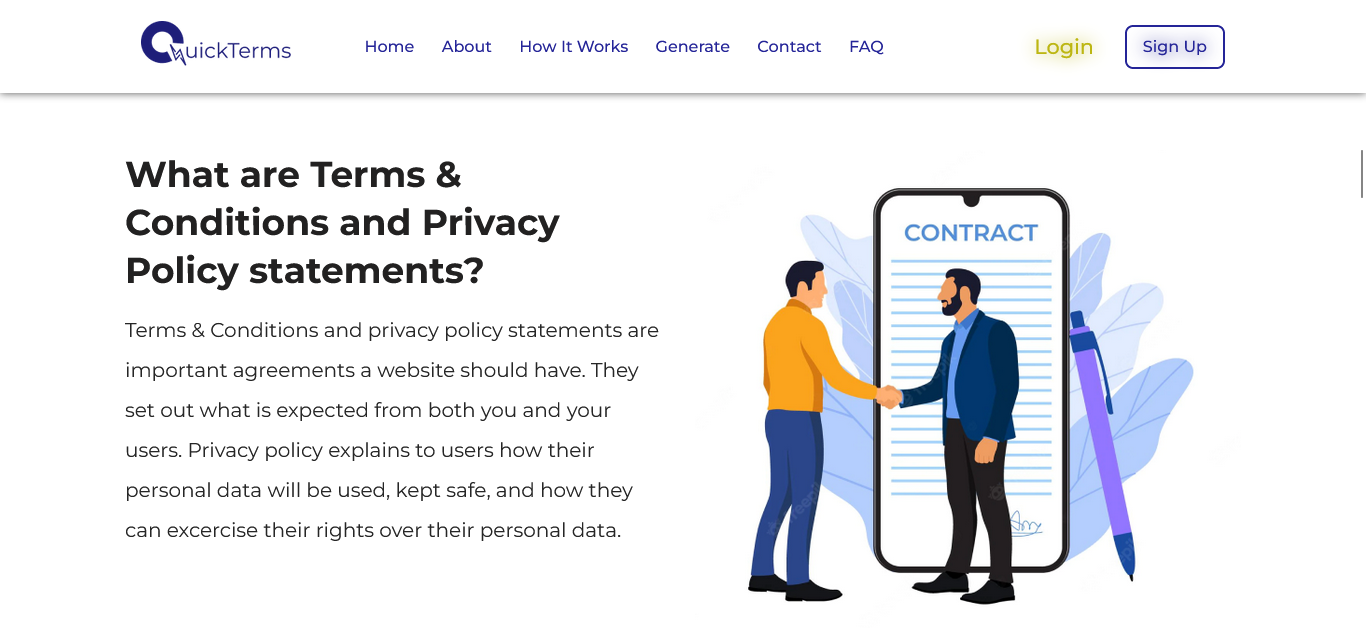 QuickTerms
Home About How It Works Generate Contact FAQ
Login Sign Up
What are Terms &
Conditions and Privacy
Policy statements?
Terms & Conditions and privacy policy statements are
important agreements a website should have. They
set out what is expected from both you and your
users. Privacy policy explains to users how their
personal data will be used, kept safe, and how they
can excercise their rights over their personal data.
CONTRACT